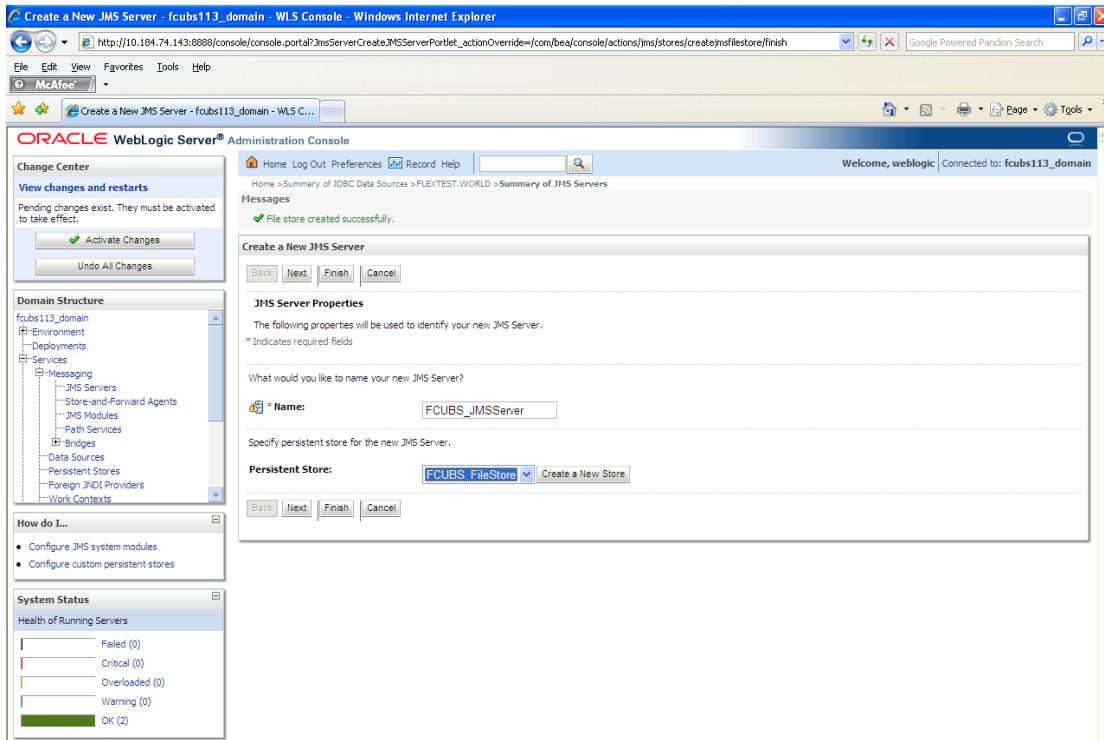 Create a New JMS Server - fcubs113_domain - WLS Console - Windows Internet Explorer
http://10.184.74.143:8888/console/console.portal?JmsServerCreateJMSServerPortlet_actionOverride=/com/bea/console/actions/jms/stores/createjmsfilestore/finish
Google Powered Pandion Search
File Edit View Favorites Tools Help
McAfee
Create a New JMS Server - fcubs113_domain - WLS C...
Page Tools
ORACLE WebLogic Server® Administration Console
Change Center
View changes and restarts
Pending changes exist. They must be activated
to take effect.
Activate Changes
Undo All Changes
Domain Structure
fcubs113_domain
Environment
Deployments
Services
Messaging
JMS Servers
Store-and-Forward Agents
JMS Modules
Path Services
Bridges
Data Sources
Persistent Stores
Foreign JNDI Providers
Work Contexts
How do I...
Configure JMS system modules
Configure custom persistent stores
System Status
Health of Running Servers
Failed (0)
Critical (0)
Overloaded (0)
Warning (0)
OK (2)
Home Log Out Preferences Record Help
Welcome, weblogic Connected to: fcubs113_domain
Home >Summary of JDBC Data Sources >FLEXTEST.WORLD >Summary of JMS Servers
Messages
File store created successfully.
Create a New JMS Server
Back Next Finish Cancel
JMS Server Properties
The following properties will be used to identify your new JMS Server.
* Indicates required fields
What would you like to name your new JMS Server?
* Name: FCUBS_JMSServer
Specify persistent store for the new JMS Server.
Persistent Store: FCUBS_FileStore Create a New Store
Back Next Finish Cancel